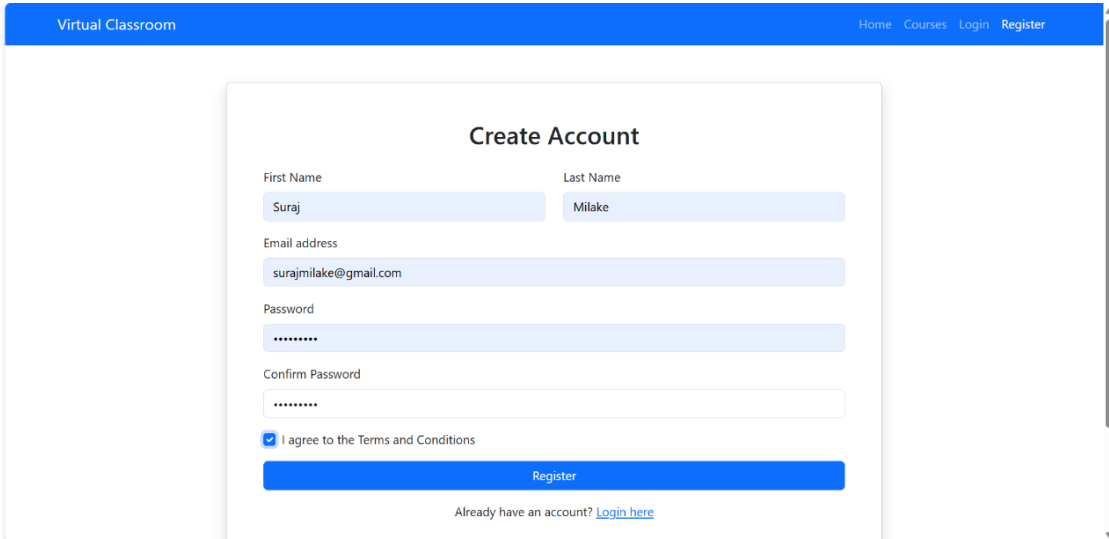 Virtual Classroom Home Courses Login Register
Create Account
First Name Last Name
Suraj Milake
Email address
surajmilake@gmail.com
Password
•••••••••
Confirm Password
•••••••••
I agree to the Terms and Conditions
Register
Already have an account? Login here